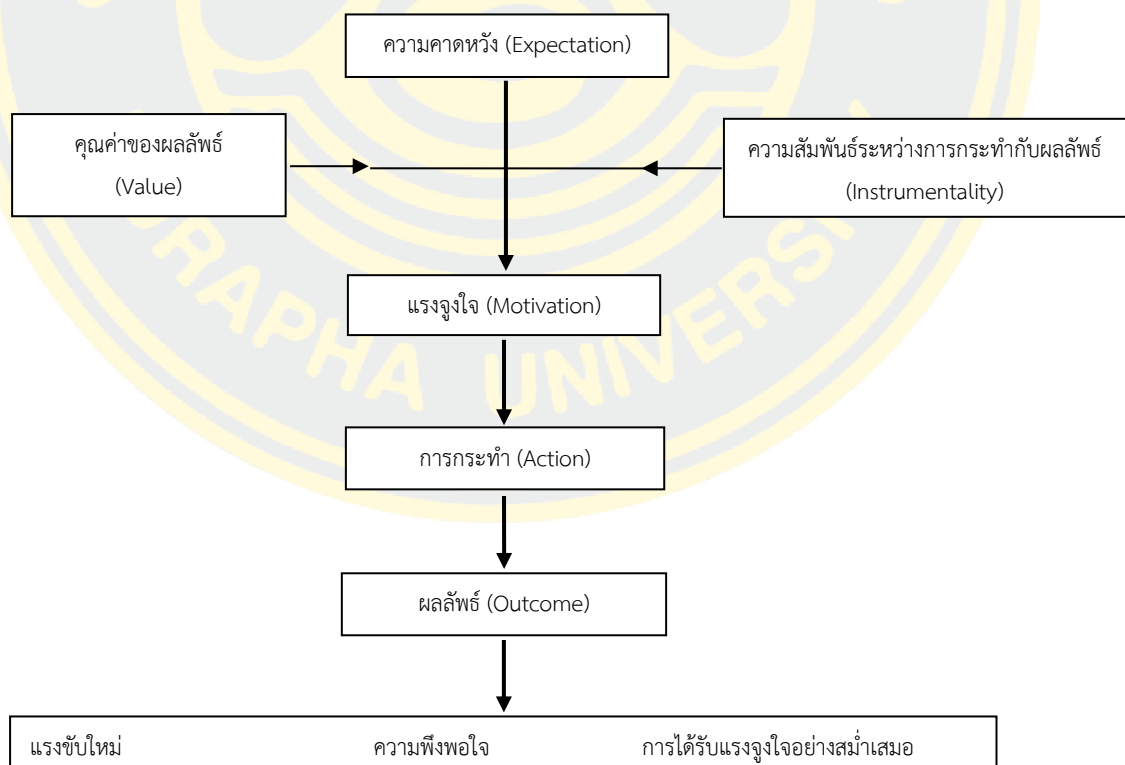 ความคาดหวัง (Expectation)
คุณค่าของผลลัพธ์
(Value)
ความสัมพันธ์ระหว่างการกระทำกับผลลัพธ์
(Instrumentality)
แรงจูงใจ (Motivation)
การกระทำ (Action)
ผลลัพธ์ (Outcome)
แรงขับใหม่ ความพึงพอใจ การได้รับแรงจูงใจอย่างสม่ำเสมอ
URAPHA UNIVERSI